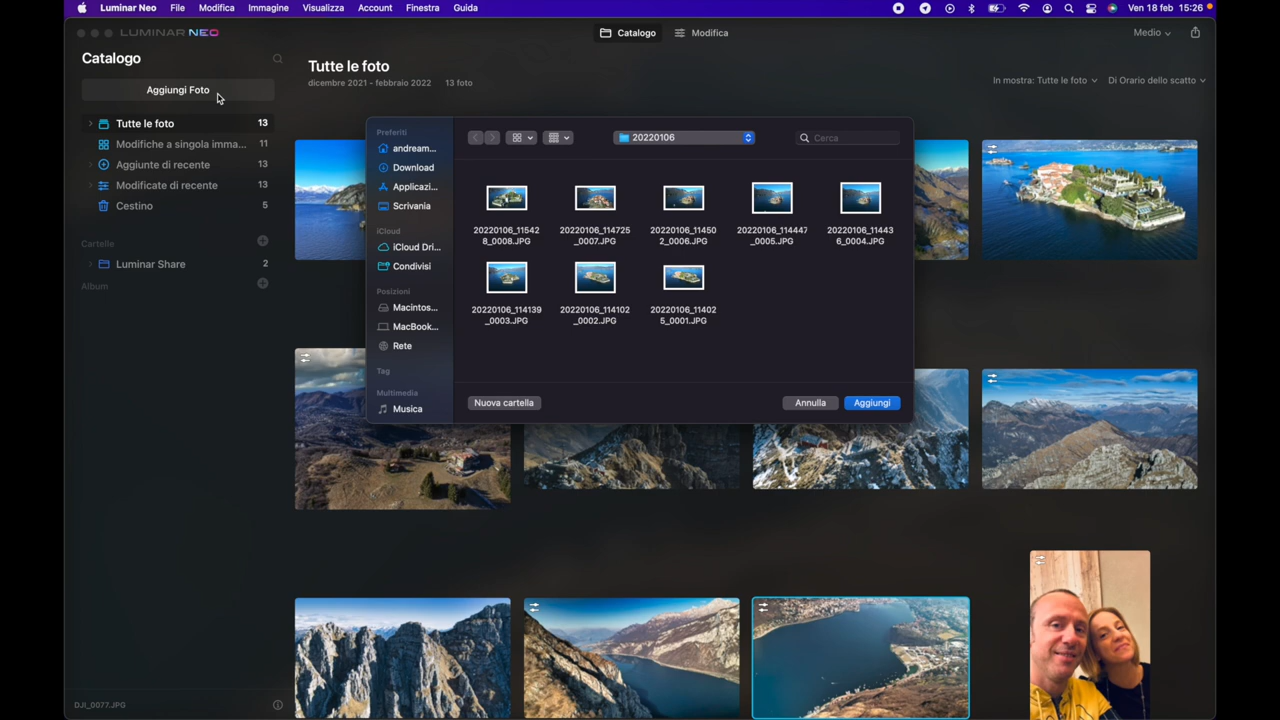 Luminar Neo File Modifica Immagine Visualizza Account Finestra Guida
Ven 18 feb 15:26
LUMINAR NEO
Catalogo Modifica
Medio
Catalogo
Aggiungi Foto
Tutte le foto 13
Modifiche a singola imma... 11
Aggiunte di recente 13
Modificate di recente 13
Cestino 5
Cartelle
Luminar Share 2
Album
Tutte le foto
dicembre 2021 - febbraio 2022 13 foto
In mostra: Tutte le foto
Di Orario dello scatto
Preferiti
andream...
Download
Applicazi...
Scrivania
iCloud
iCloud Dri...
Condivisi
Posizioni
Macintos...
MacBook...
Rete
Tag
Multimedia
Musica
20220106
Cerca
20220106_11542
8_0008.JPG
20220106_114725
_0007.JPG
20220106_11450
2_0006.JPG
20220106_114447
_0005.JPG
20220106_11443
6_0004.JPG
20220106_114139
_0003.JPG
20220106_114102
_0002.JPG
20220106_11402
5_0001.JPG
Nuova cartella
Annulla
Aggiungi
DJI_0077.JPG